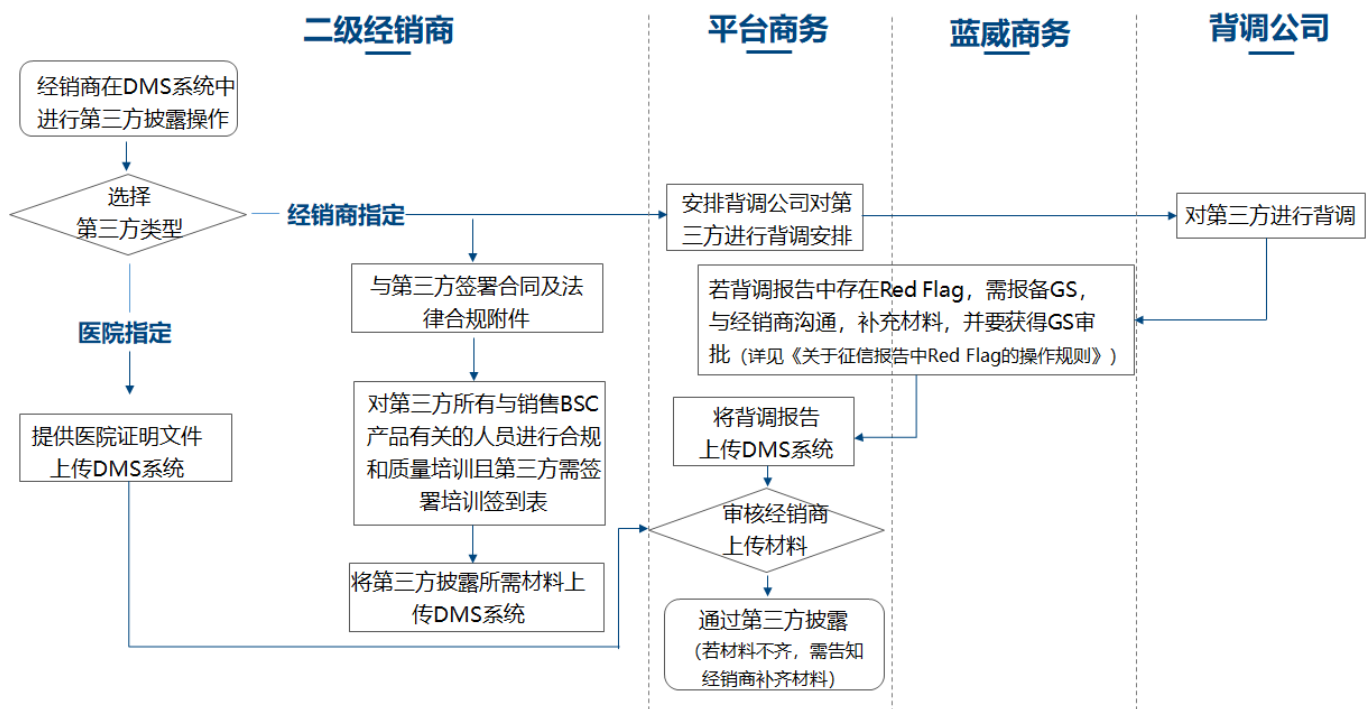 二级经销商
平台商务
蓝威商务
背调公司
经销商在DMS系统中
进行第三方披露操作
选择
第三方类型
经销商指定
安排背调公司对第
三方进行背调安排
对第三方进行背调
与第三方签署合同及法
律合规附件
若背调报告中存在Red Flag，需报备GS，
与经销商沟通，补充材料，并要获得GS审
批（详见《关于征信报告中Red Flag的操作规则》）
医院指定
对第三方所有与销售BSC
产品有关的人员进行合规
和质量培训且第三方需签
署培训签到表
将背调报告
上传DMS系统
提供医院证明文件
上传DMS系统
审核经销商
上传材料
将第三方披露所需材料上
传DMS系统
通过第三方披露
（若材料不齐，需告知
经销商补齐材料）